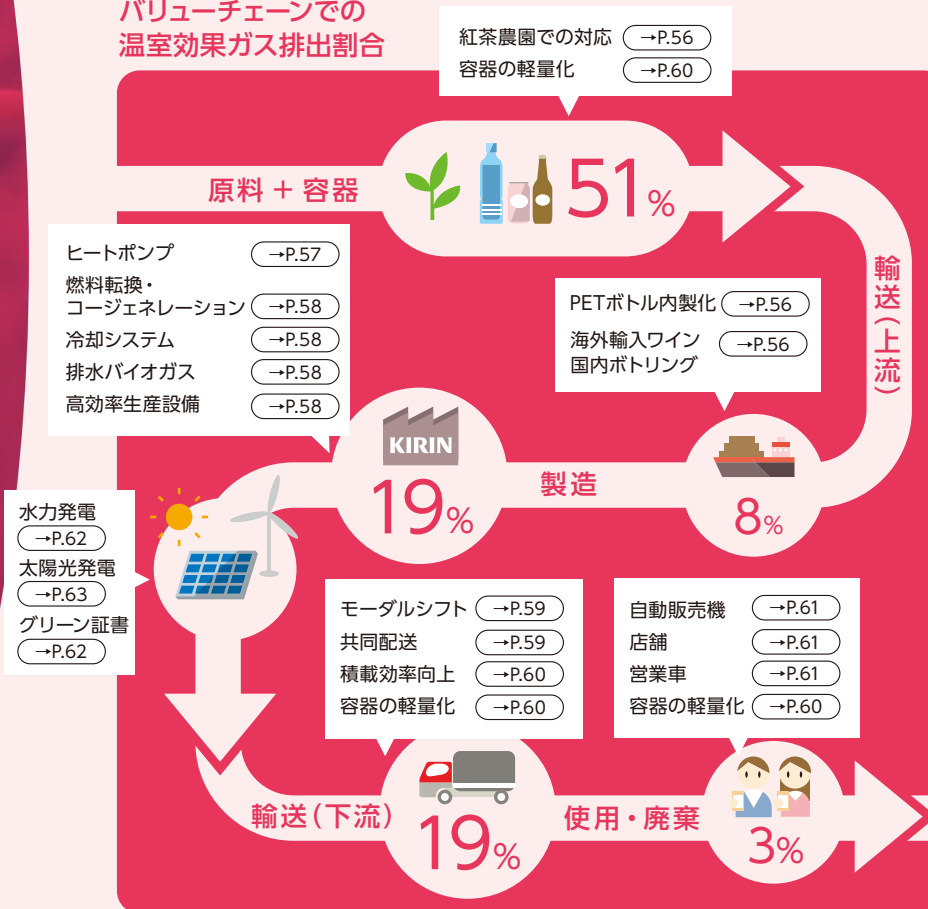 バリューチェーンでの
温室効果ガス排出割合
紅茶農園での対応 →P.56
容器の軽量化 →P.60
原料 + 容器
51%
輸送(上流)
ヒートポンプ →P.57
燃料転換・
コージェネレーション →P.58
冷却システム →P.58
排水バイオガス →P.58
高効率生産設備 →P.58
PETボトル内製化 →P.56
海外輸入ワイン
国内ボトリング →P.56
8%
製造
KIRIN
19%
水力発電
→P.62
太陽光発電
→P.63
グリーン証書
→P.62
モーダルシフト →P.59
共同配送 →P.59
積載効率向上 →P.60
容器の軽量化 →P.60
輸送(下流)
19%
自動販売機 →P.61
店舗 →P.61
営業車 →P.61
容器の軽量化 →P.60
使用・廃棄
3%